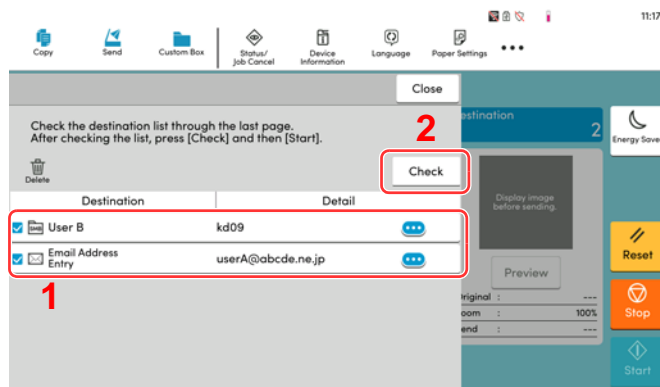 11:17
Copy
Send
Custom Box
Status/
Job Cancel
Device
Information
Language
Paper Settings
Close
Check the destination list through the last page.
After checking the list, press [Check] and then [Start].
2
Delete
Check
Destination
Detail
SMB
User B
kd09
Email Address
Entry
userA@abcde.ne.jp
1
estination
2
Display image
before sending.
Preview
riginal : ---
oom : 100%
end : ---
Energy Save
Reset
Stop
Start